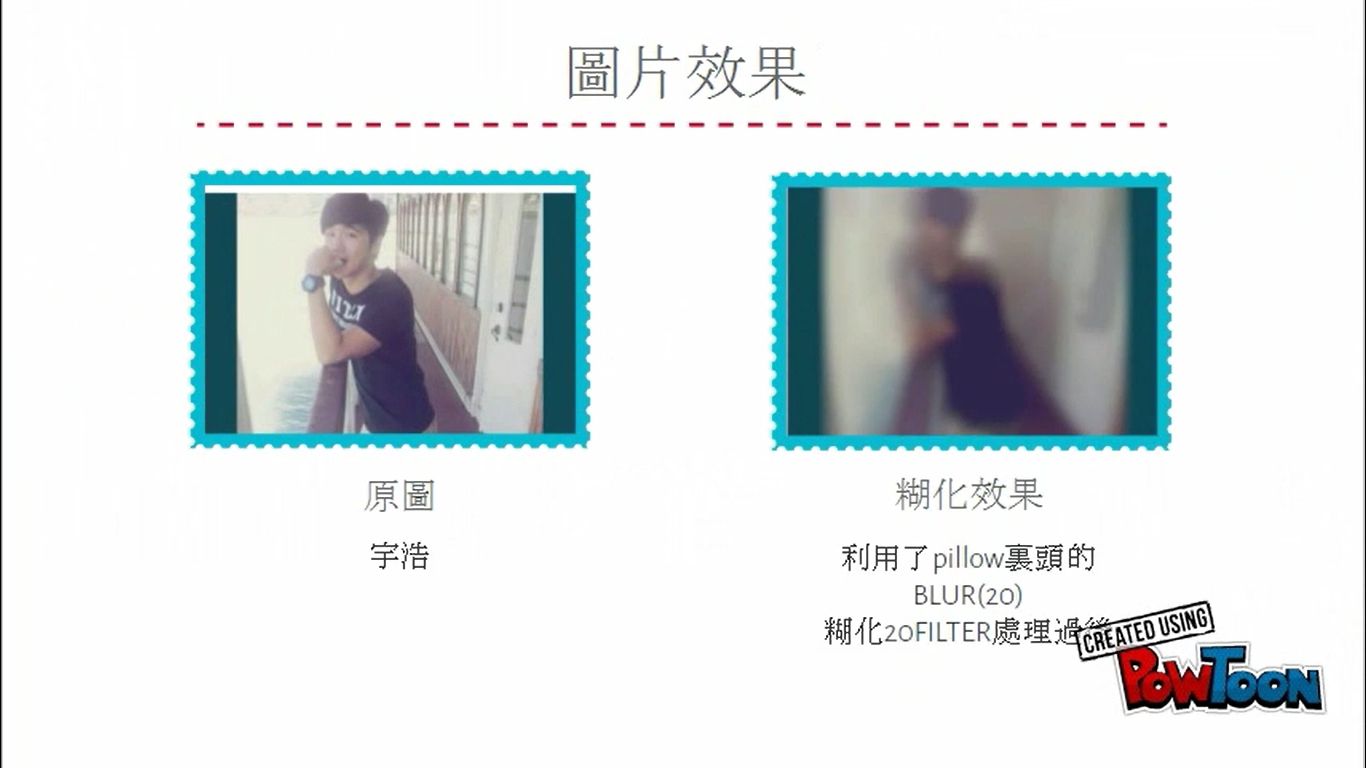 圖片效果
原圖
宇浩
糊化效果
利用了pillow裏頭的
BLUR(20)
糊化20FILTER處理過後
CREATED USING
POWTOON